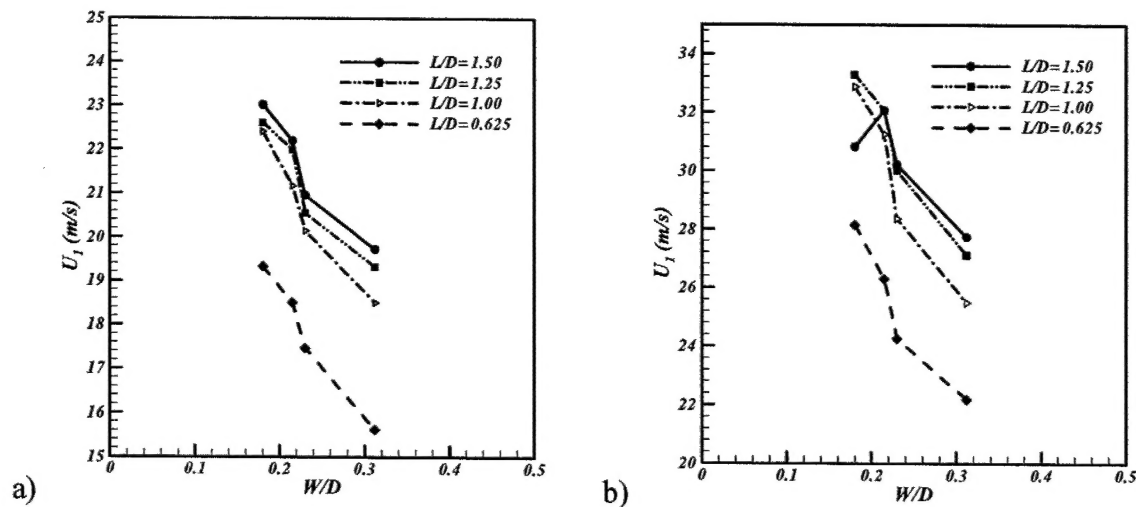 25
24
23
22
21
20
19
18
17
16
15
U1 (m/s)
L/D=1.50
L/D=1.25
L/D=1.00
L/D=0.625
0 0.1 0.2 0.3 0.4 0.5
W/D
a)
34
32
30
28
26
24
22
20
U1 (m/s)
L/D=1.50
L/D=1.25
L/D=1.00
L/D=0.625
0 0.1 0.2 0.3 0.4 0.5
W/D
b)